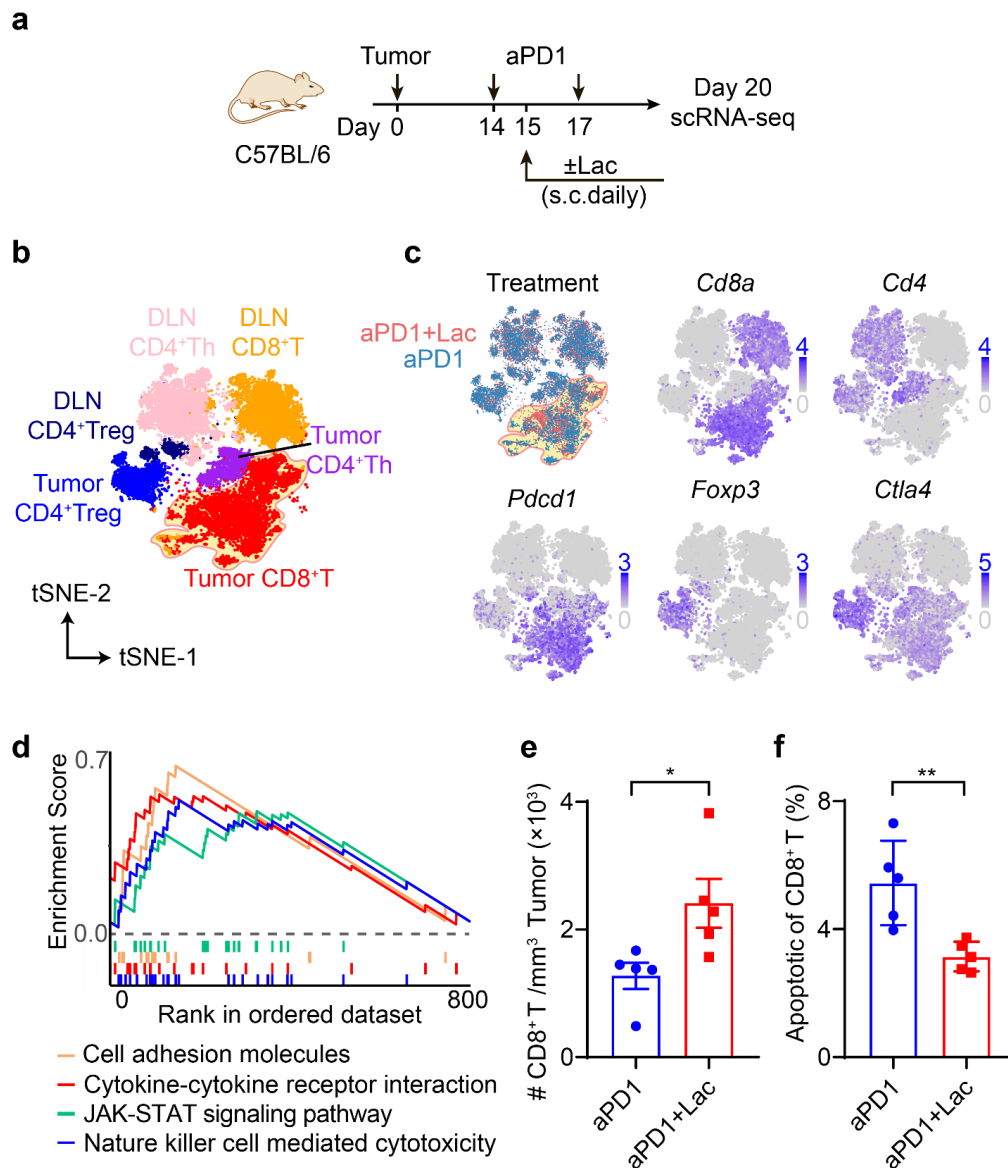 a
Tumor
aPD1
Day
0
14
15
17
Day 20
scRNA-seq
C57BL/6
±Lac
(s.c.daily)
b
DLN
CD4+Th
DLN
CD8+T
DLN
CD4+Treg
Tumor
CD4+Th
Tumor
CD4+Treg
Tumor CD8+T
tSNE-2
tSNE-1
c
Treatment
aPD1+Lac
aPD1
Cd8a
4
0
Cd4
4
0
Pdcd1
3
0
Foxp3
3
0
Ctla4
5
0
d
Enrichment Score
0.7
0.0
0
800
Rank in ordered dataset
Cell adhesion molecules
Cytokine-cytokine receptor interaction
JAK-STAT signaling pathway
Nature killer cell mediated cytotoxicity
e
# CD8+ T /mm3 Tumor (×103)
4
2
0
*
aPD1
aPD1+Lac
f
Apoptotic of CD8+ T (%)
8
4
0
**
aPD1
aPD1+Lac